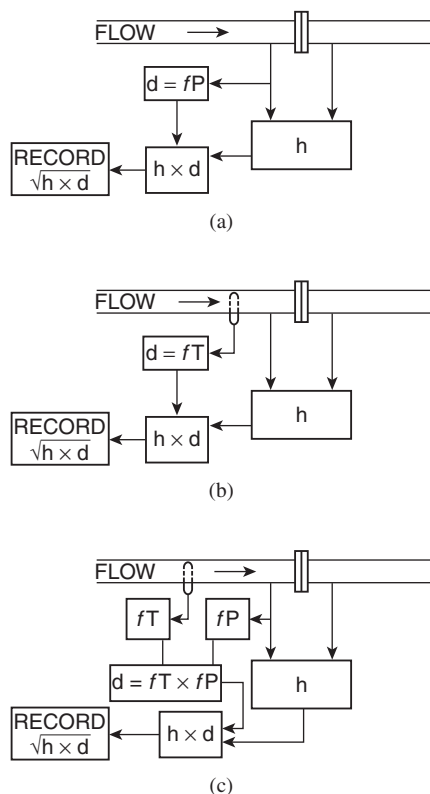 FLOW
d = fP
h
RECORD
√h × d
h × d
(a)
FLOW
d = fT
h
RECORD
√h × d
h × d
(b)
FLOW
fT
fP
d = fT × fP
h
RECORD
√h × d
h × d
(c)